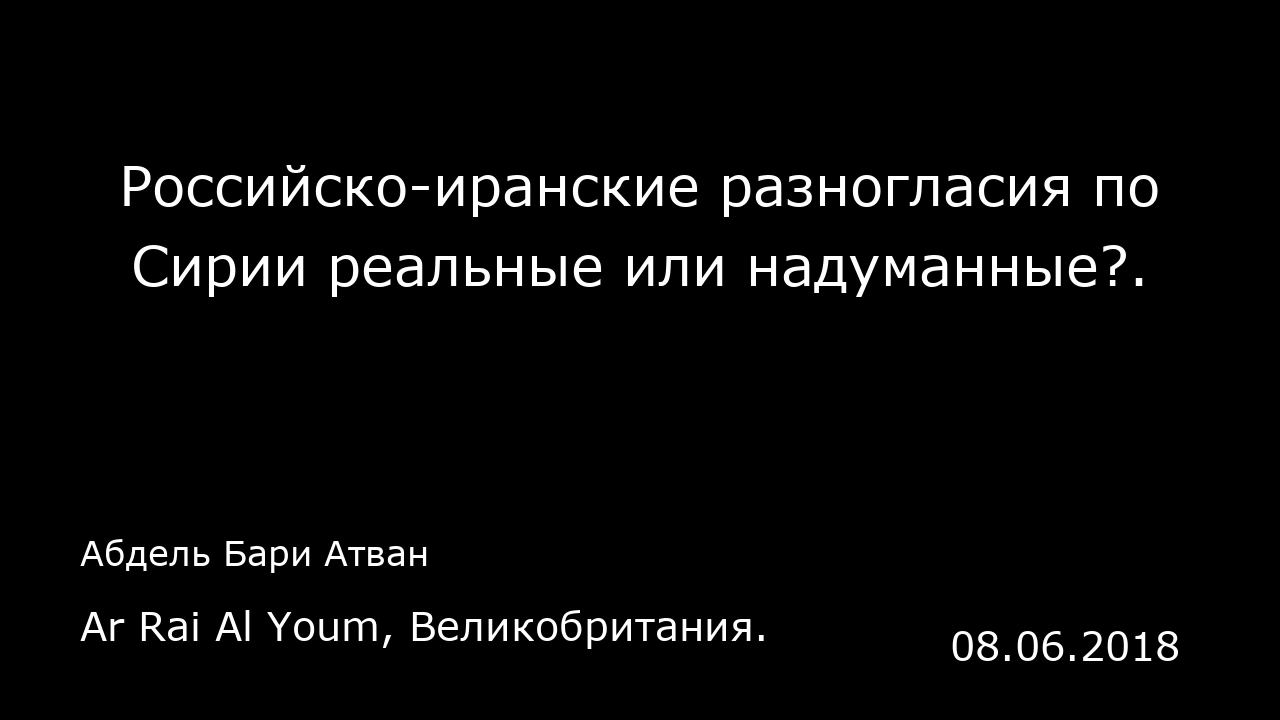 Российско-иранские разногласия по
Сирии реальные или надуманные?.
Абдель Бари Атван
Ar Rai Al Youm, Великобритания.
08.06.2018